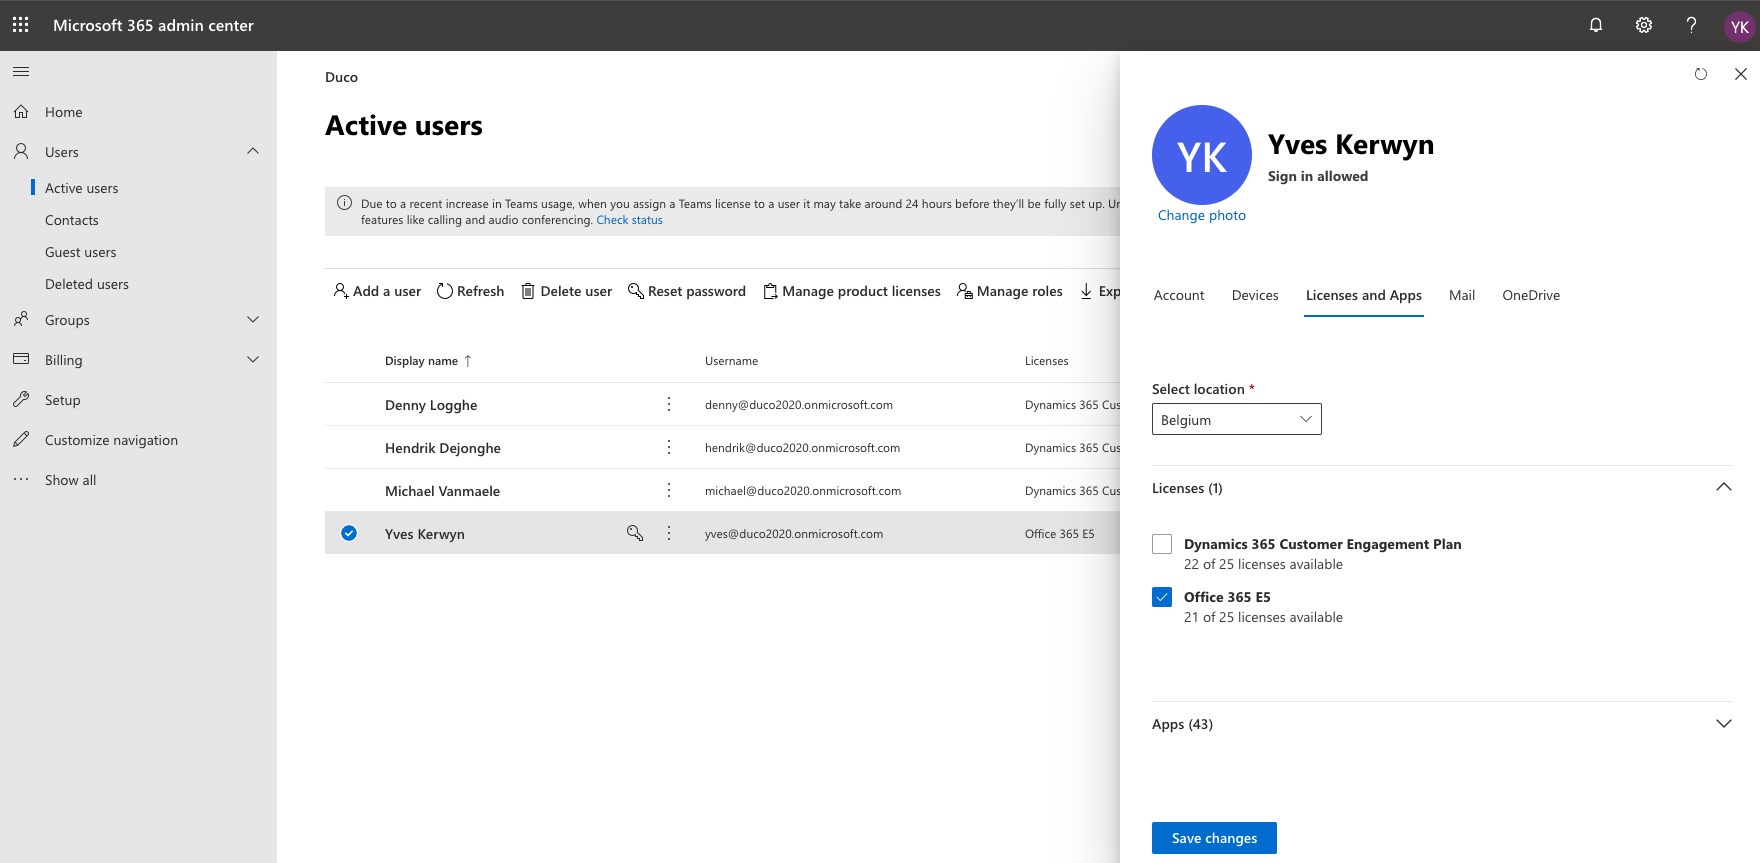 Microsoft 365 admin center
YK
Home
Users
Active users
Contacts
Guest users
Deleted users
Groups
Billing
Setup
Customize navigation
Show all
Duco
Active users
Due to a recent increase in Teams usage, when you assign a Teams license to a user it may take around 24 hours before they'll be fully set up. Un
features like calling and audio conferencing. Check status
Add a user Refresh Delete user Reset password Manage product licenses Manage roles Exp
Display name ↑ Username Licenses
Denny Logghe denny@duco2020.onmicrosoft.com Dynamics 365 Cus
Hendrik Dejonghe hendrik@duco2020.onmicrosoft.com Dynamics 365 Cus
Michael Vanmaele michael@duco2020.onmicrosoft.com Dynamics 365 Cus
Yves Kerwyn yves@duco2020.onmicrosoft.com Office 365 E5
YK
Yves Kerwyn
Sign in allowed
Change photo
Account Devices Licenses and Apps Mail OneDrive
Select location *
Belgium
Licenses (1)
Dynamics 365 Customer Engagement Plan
22 of 25 licenses available
Office 365 E5
21 of 25 licenses available
Apps (43)
Save changes